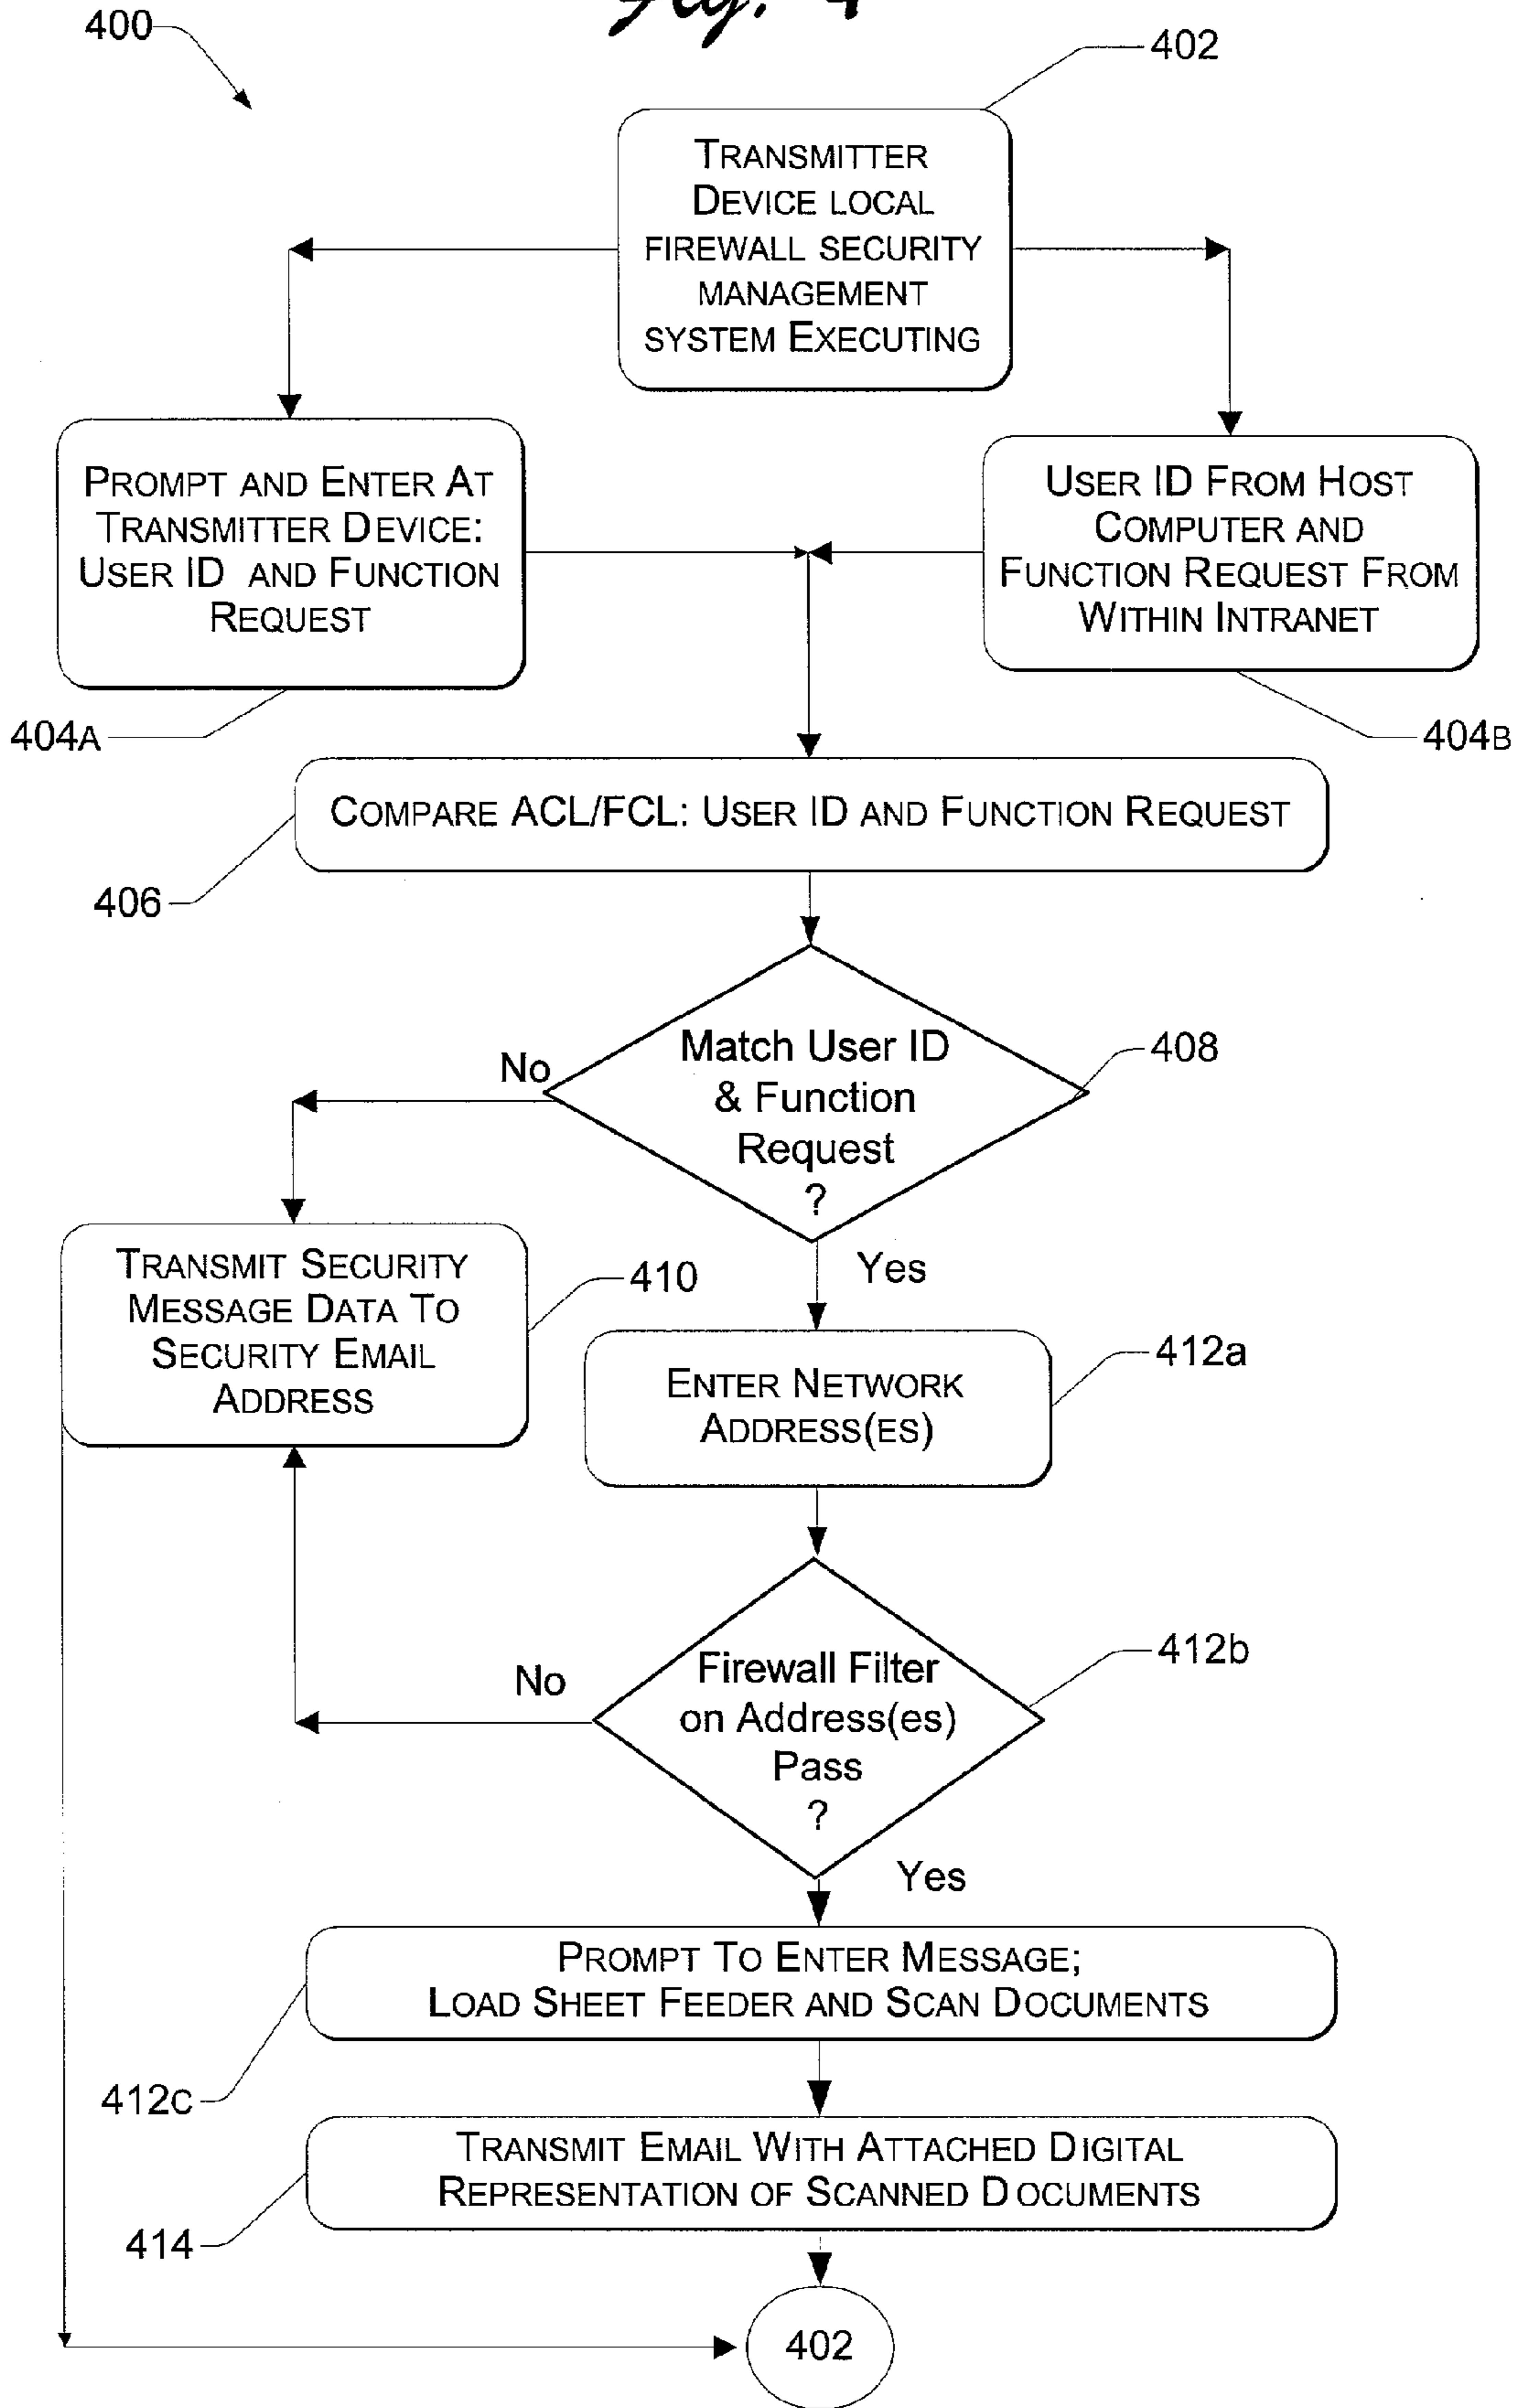 Fig. 4
400
402
TRANSMITTER
DEVICE LOCAL
FIREWALL SECURITY
MANAGEMENT
SYSTEM EXECUTING
PROMPT AND ENTER AT
TRANSMITTER DEVICE:
USER ID AND FUNCTION
REQUEST
404A
USER ID FROM HOST
COMPUTER AND
FUNCTION REQUEST FROM
WITHIN INTRANET
404B
COMPARE ACL/FCL: USER ID AND FUNCTION REQUEST
406
Match User ID
& Function
Request
?
408
No
Yes
TRANSMIT SECURITY
MESSAGE DATA TO
SECURITY EMAIL
ADDRESS
410
ENTER NETWORK
ADDRESS(ES)
412a
Firewall Filter
on Address(es)
Pass
?
412b
No
Yes
PROMPT TO ENTER MESSAGE;
LOAD SHEET FEEDER AND SCAN DOCUMENTS
412C
TRANSMIT EMAIL WITH ATTACHED DIGITAL
REPRESENTATION OF SCANNED DOCUMENTS
414
402